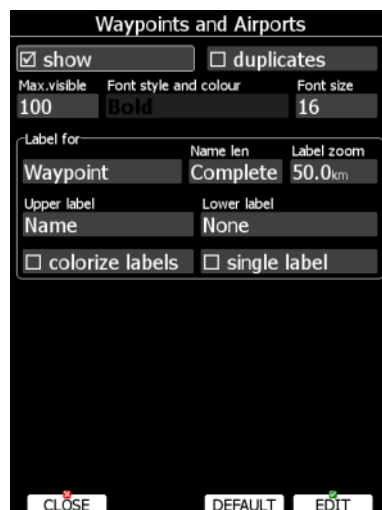 Waypoints and Airports
show duplicates
Max.visible Font style and colour Font size
100 Bold 16
Label for
Name len Label zoom
Waypoint Complete 50.0km
Upper label Lower label
Name None
colorize labels single label
CLOSE DEFAULT EDIT